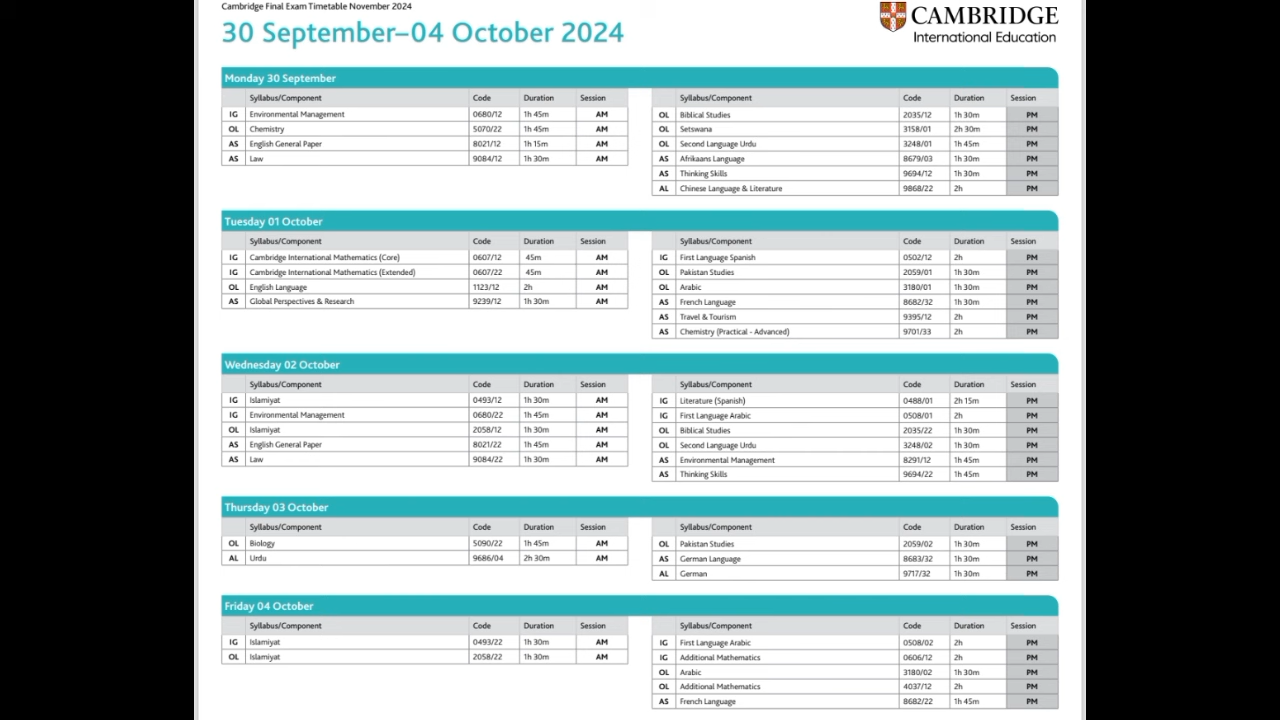 Cambridge Final Exam Timetable November 2024
30 September–04 October 2024
CAMBRIDGE
International Education
Monday 30 September
Syllabus/Component Code Duration Session
IG Environmental Management 0680/12 1h 45m AM
OL Chemistry 5070/22 1h 45m AM
AS English General Paper 8021/12 1h 15m AM
AS Law 9084/12 1h 30m AM
Syllabus/Component Code Duration Session
OL Biblical Studies 2035/12 1h 30m PM
OL Setswana 3158/01 2h 30m PM
OL Second Language Urdu 3248/01 1h 45m PM
AS Afrikaans Language 8679/03 1h 30m PM
AS Thinking Skills 9694/12 1h 30m PM
AL Chinese Language & Literature 9868/22 2h PM
Tuesday 01 October
Syllabus/Component Code Duration Session
IG Cambridge International Mathematics (Core) 0607/12 45m AM
IG Cambridge International Mathematics (Extended) 0607/22 45m AM
OL English Language 1123/12 2h AM
AS Global Perspectives & Research 9239/12 1h 30m AM
Syllabus/Component Code Duration Session
IG First Language Spanish 0502/12 2h PM
OL Pakistan Studies 2059/01 1h 30m PM
OL Arabic 3180/01 1h 30m PM
AS French Language 8682/32 1h 30m PM
AS Travel & Tourism 9395/12 2h PM
AS Chemistry (Practical - Advanced) 9701/33 2h PM
Wednesday 02 October
Syllabus/Component Code Duration Session
IG Islamiyat 0493/12 1h 30m AM
IG Environmental Management 0680/22 1h 45m AM
OL Islamiyat 2058/12 1h 30m AM
AS English General Paper 8021/22 1h 45m AM
AS Law 9084/22 1h 30m AM
Syllabus/Component Code Duration Session
IG Literature (Spanish) 0488/01 2h 15m PM
IG First Language Arabic 0508/01 2h PM
OL Biblical Studies 2035/22 1h 30m PM
OL Second Language Urdu 3248/02 1h 30m PM
AS Environmental Management 8291/12 1h 45m PM
AS Thinking Skills 9694/22 1h 45m PM
Thursday 03 October
Syllabus/Component Code Duration Session
OL Biology 5090/22 1h 45m AM
AL Urdu 9686/04 2h 30m AM
Syllabus/Component Code Duration Session
OL Pakistan Studies 2059/02 1h 30m PM
AS German Language 8683/32 1h 30m PM
AL German 9717/32 1h 30m PM
Friday 04 October
Syllabus/Component Code Duration Session
IG Islamiyat 0493/22 1h 30m AM
OL Islamiyat 2058/22 1h 30m AM
Syllabus/Component Code Duration Session
IG First Language Arabic 0508/02 2h PM
IG Additional Mathematics 0606/12 2h PM
OL Arabic 3180/02 1h 30m PM
OL Additional Mathematics 4037/12 2h PM
AS French Language 8682/22 1h 45m PM